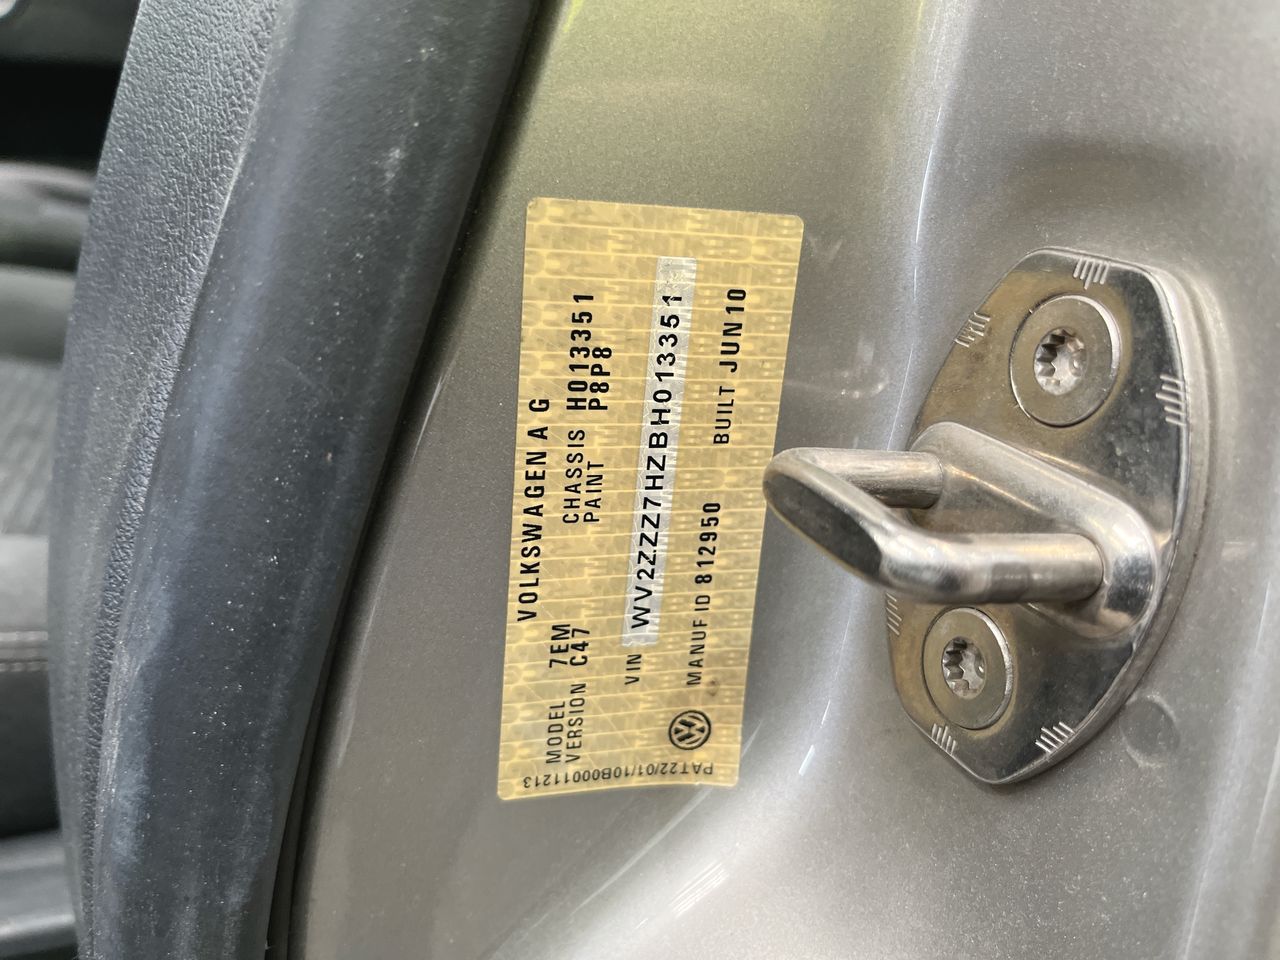 VOLKSWAGEN A G
MODEL 7EM CHASSIS H013351
VERSION C47 PAINT P8P8
VIN WV2ZZZ7HZBH013351
MANUF ID 812950 BUILT JUN10
PAT22/01/10B00011213